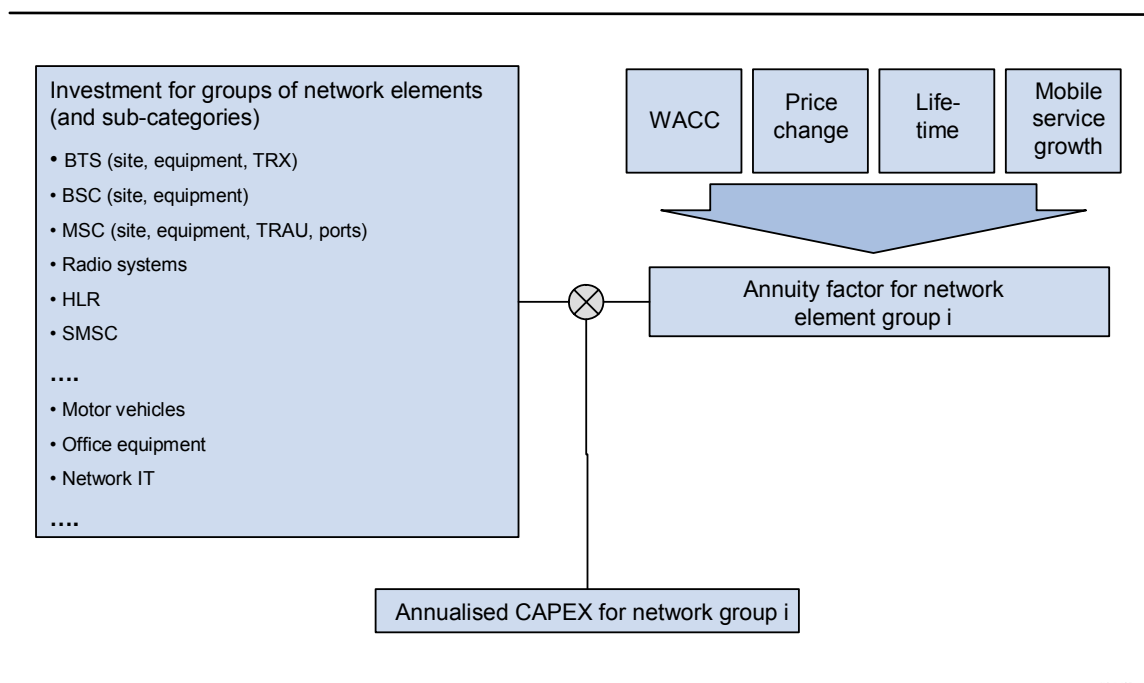 Investment for groups of network elements
(and sub-categories)
• BTS (site, equipment, TRX)
• BSC (site, equipment)
• MSC (site, equipment, TRAU, ports)
• Radio systems
• HLR
• SMSC
....
• Motor vehicles
• Office equipment
• Network IT
....
WACC
Price
change
Life-
time
Mobile
service
growth
Annuity factor for network
element group i
Annualised CAPEX for network group i